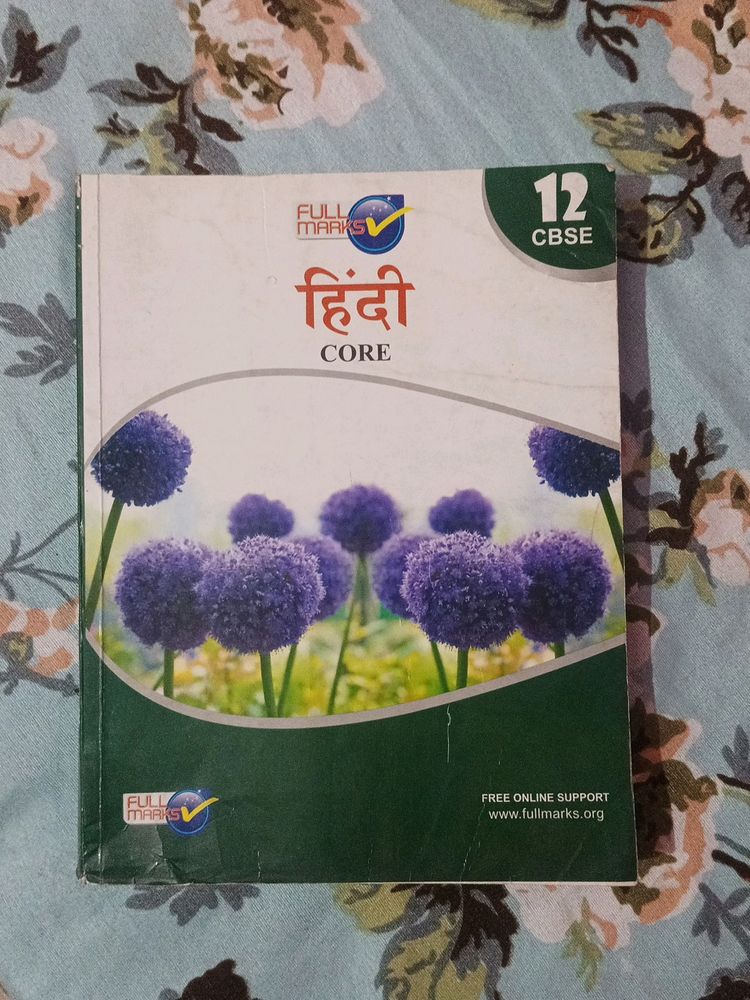 FULL
MARKS
12
CBSE
हिंदी
CORE
FULL
MARKS
FREE ONLINE SUPPORT
www.fullmarks.org